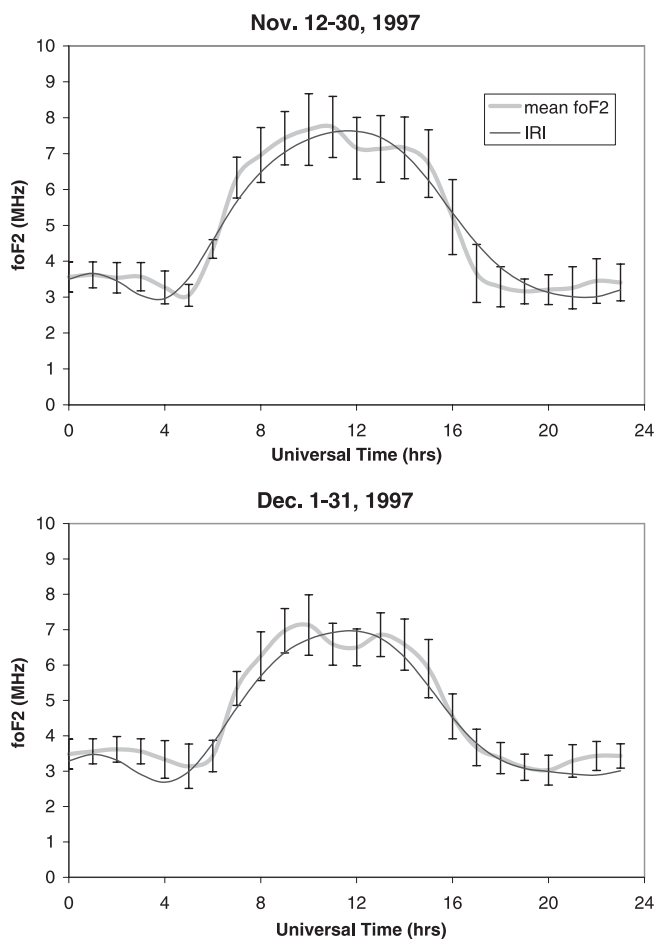 Nov. 12-30, 1997
10
9
8
7
6
5
4
3
2
1
0
foF2 (MHz)
mean foF2
IRI
0 4 8 12 16 20 24
Universal Time (hrs)
Dec. 1-31, 1997
10
9
8
7
6
5
4
3
2
1
0
foF2 (MHz)
0 4 8 12 16 20 24
Universal Time (hrs)